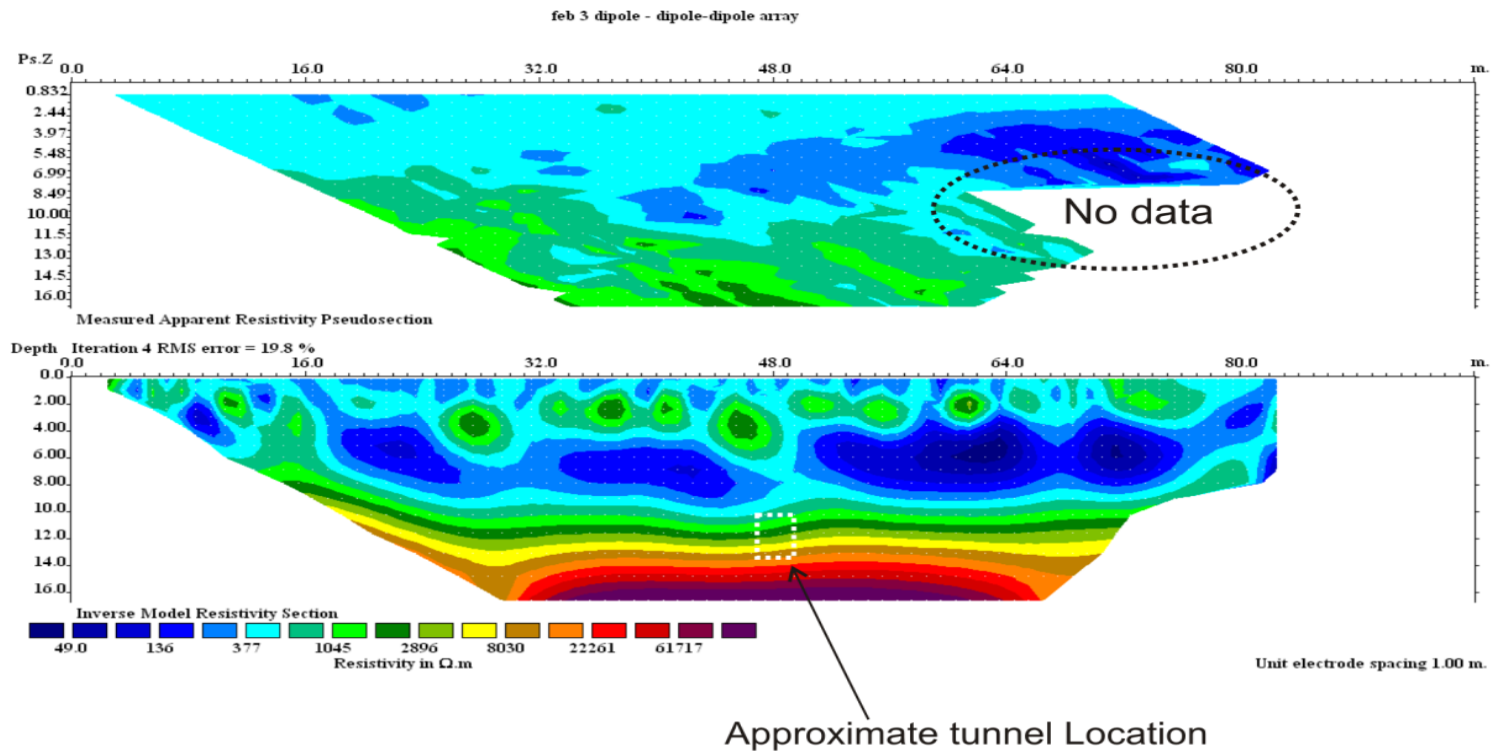 feb 3 dipole - dipole-dipole array
Ps.Z 0.0 16.0 32.0 48.0 64.0 80.0 m.
0.832
2.44
3.97
5.48
6.99
8.49
10.00
11.5
13.0
14.5
16.0
No data
Measured Apparent Resistivity Pseudosection
Depth Iteration 4 RMS error = 19.8 %
0.0 16.0 32.0 48.0 64.0 80.0 m.
0.0
2.00
4.00
6.00
8.00
10.0
12.0
14.0
16.0
Inverse Model Resistivity Section
49.0 136 377 1045 2896 8030 22261 61717
Resistivity in Ω.m
Unit electrode spacing 1.00 m.
Approximate tunnel Location